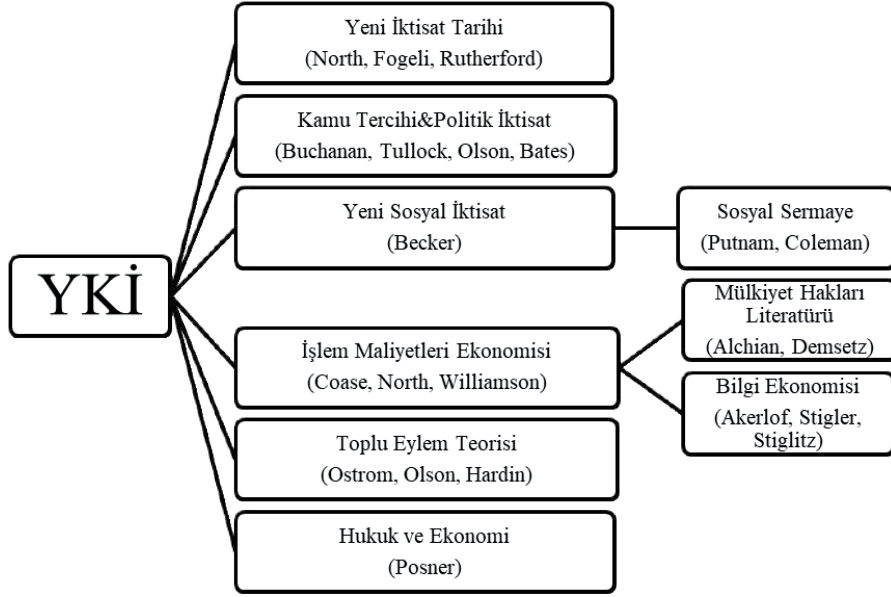 YKİ
Yeni İktisat Tarihi
(North, Fogeli, Rutherford)
Kamu Tercihi&Politik İktisat
(Buchanan, Tullock, Olson, Bates)
Yeni Sosyal İktisat
(Becker)
Sosyal Sermaye
(Putnam, Coleman)
İşlem Maliyetleri Ekonomisi
(Coase, North, Williamson)
Mülkiyet Hakları
Literatürü
(Alchian, Demsetz)
Bilgi Ekonomisi
(Akerlof, Stigler,
Stiglitz)
Toplu Eylem Teorisi
(Ostrom, Olson, Hardin)
Hukuk ve Ekonomi
(Posner)